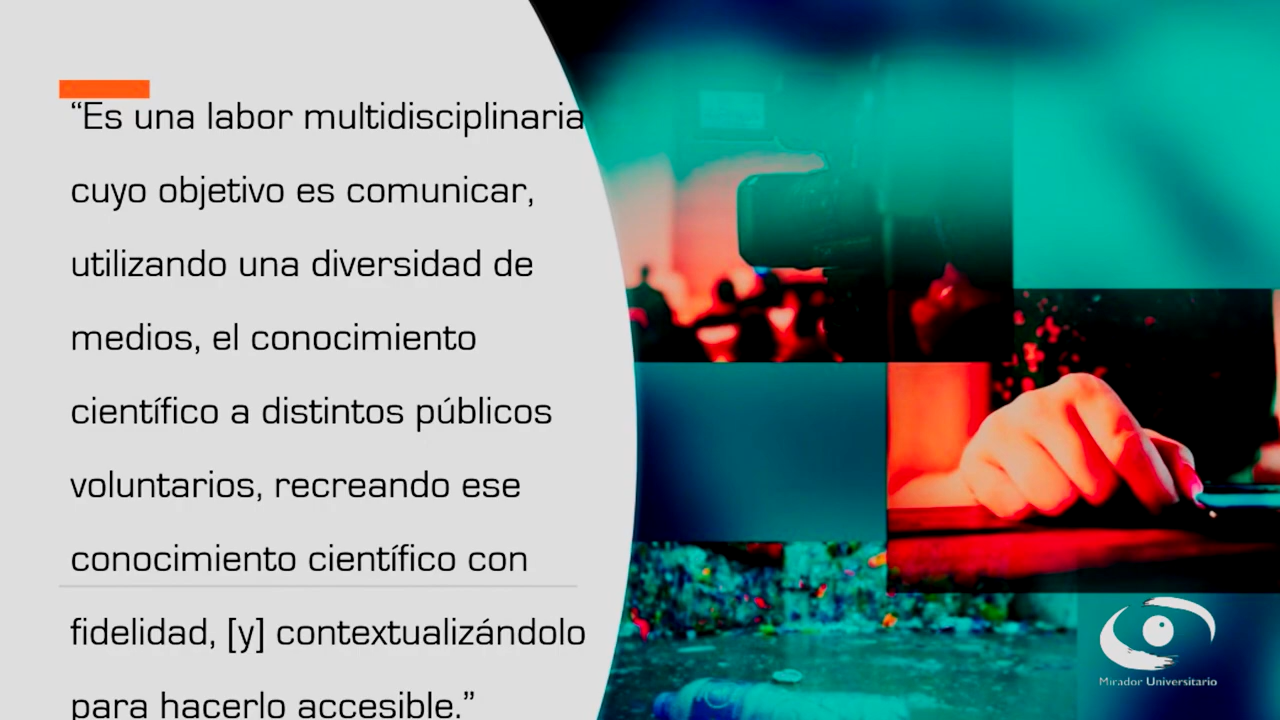 “Es una labor multidisciplinaria
cuyo objetivo es comunicar,
utilizando una diversidad de
medios, el conocimiento
científico a distintos públicos
voluntarios, recreando ese
conocimiento científico con
fidelidad, [y] contextualizándolo
para hacerlo accesible.”
Mirador Universitario